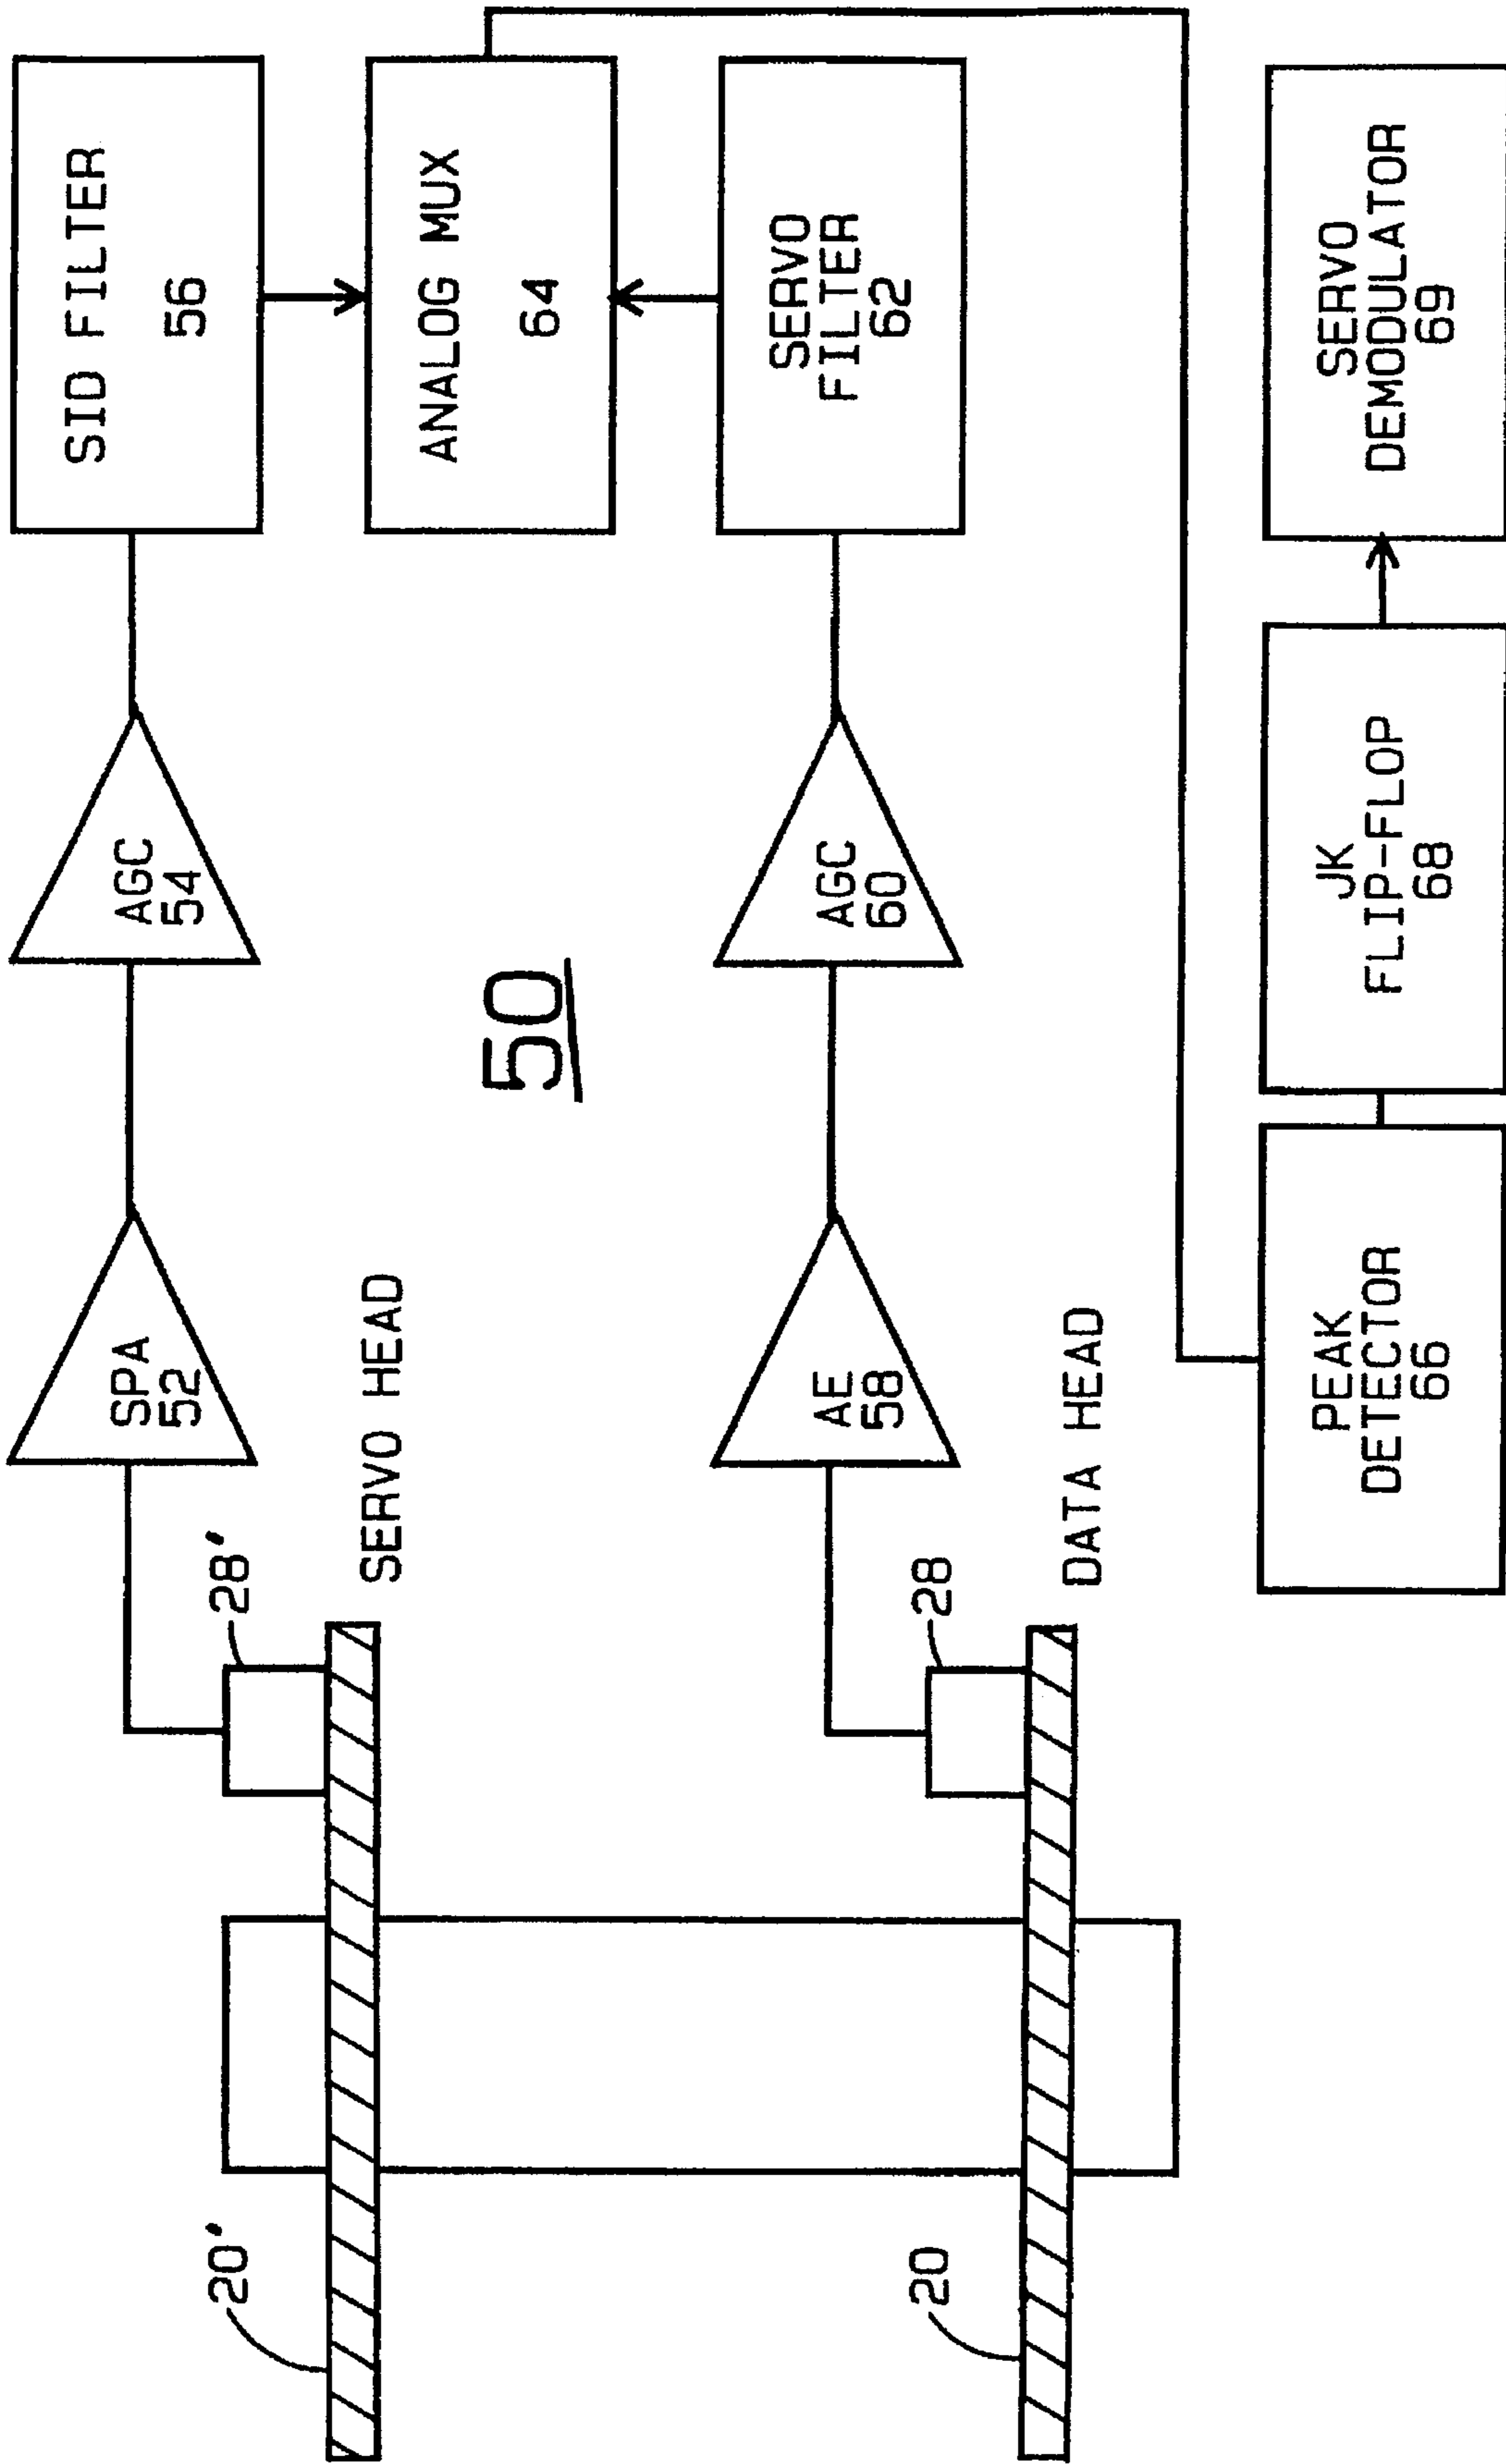 20'
28'
SERVO HEAD
SPA
52
AGC
54
SID FILTER
56
ANALOG MUX
64
50
20
28
DATA HEAD
AE
58
AGC
60
SERVO
FILTER
62
PEAK
DETECTOR
66
JK
FLIP-FLOP
68
SERVO
DEMODULATOR
69